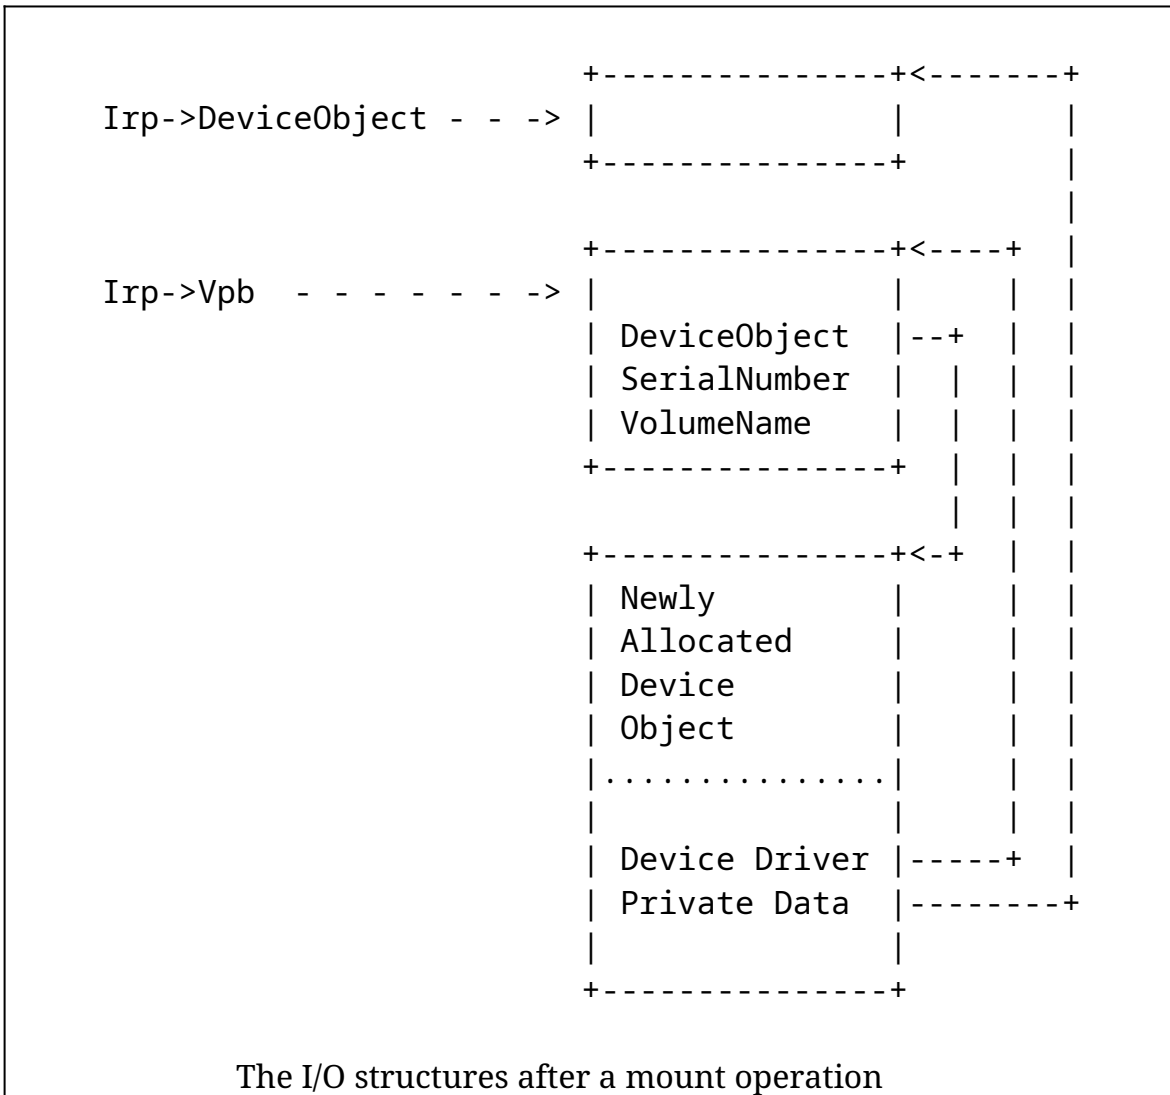 +---------------+<-------+
Irp->DeviceObject - - -> |               |        |
                         +---------------+        |
                                                  |
                         +---------------+<----+  |
Irp->Vpb  - - - - - - -> |               |     |  |
                         | DeviceObject  |--+  |  |
                         | SerialNumber  |  |  |  |
                         | VolumeName    |  |  |  |
                         +---------------+  |  |  |
                                            |  |  |
                         +---------------+<-+  |  |
                         | Newly         |     |  |
                         | Allocated     |     |  |
                         | Device        |     |  |
                         | Object        |     |  |
                         |...............|     |  |
                         |               |     |  |
                         | Device Driver |-----+  |
                         | Private Data  |--------+
                         |               |
                         +---------------+
The I/O structures after a mount operation